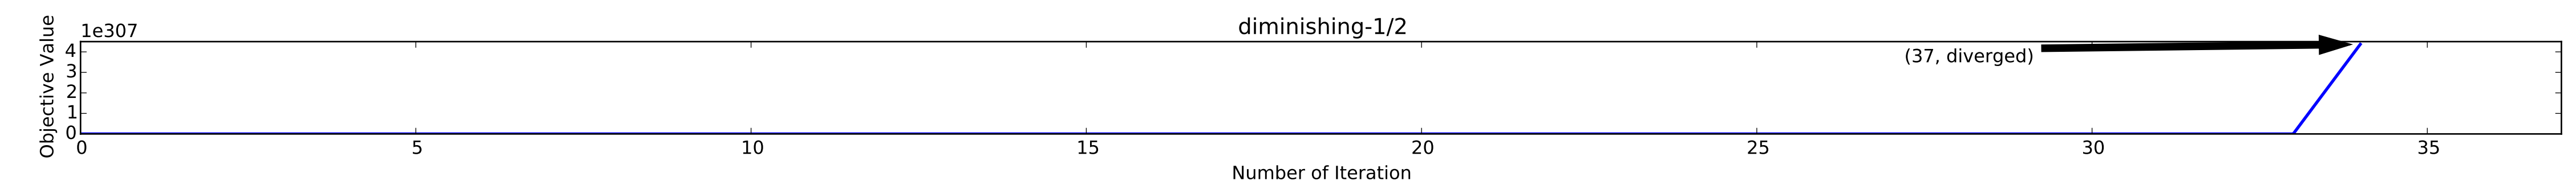 diminishing-1/2
1e307
Objective Value
4
3
2
1
0
(37, diverged)
0 5 10 15 20 25 30 35
Number of Iteration